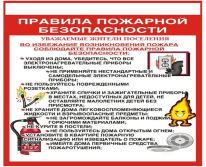 ПРАВИЛА ПОЖАРНОЙ
БЕЗОПАСНОСТИ
УВАЖАЕМЫЕ ЖИТЕЛИ ПОСЕЛЕНИЯ
ВО ИЗБЕЖАНИЕ ВОЗНИКНОВЕНИЯ ПОЖАРА
СОБЛЮДАЙТЕ ПРАВИЛА ПОЖАРНОЙ
БЕЗОПАСНОСТИ:
УХОДЯ ИЗ ДОМА, УБЕДИТЕСЬ, ЧТО ВСЕ
ЭЛЕКТРОНАГРЕВАТЕЛЬНЫЕ ПРИБОРЫ
ВЫКЛЮЧЕНЫ;
НЕ ПРИМЕНЯЙТЕ НЕСТАНДАРТНЫЕ И
САМОДЕЛЬНЫЕ ЭЛЕКТРОНАГРЕВАТЕЛЬНЫЕ
ПРИБОРЫ;
НЕ ПОЛЬЗУЙТЕСЬ ПОВРЕЖДЕННЫМИ
РОЗЕТКАМИ;
ХРАНИТЕ СПИЧКИ И ЗАЖИГАТЕЛЬНЫЕ ПРИБОРЫ
В МЕСТАХ, НЕДОСТУПНЫХ ДЛЯ ДЕТЕЙ, НЕ
ОСТАВЛЯЙТЕ МАЛОЛЕТНИХ ДЕТЕЙ БЕЗ
ПРИСМОТРА;
НЕ ХРАНИТЕ ДОМА ЛЕГКОВОСПЛАМЕНЯЮЩИЕСЯ
ЖИДКОСТИ И ВЗРЫВООПАСНЫЕ ПРЕДМЕТЫ;
НЕ ЗАГРОМОЖДАЙТЕ БАЛКОНЫ И ЛОДЖИИ
ГОРЮЧИМИ МАТЕРИАЛАМИ;
НЕ ПОЛЬЗУЙТЕСЬ ДОМА ОТКРЫТЫМ ОГНЕМ;
ИМЕЙТЕ ДОМА ПЕРВИЧНЫЕ СРЕДСТВА
ПОЖАРОТУШЕНИЯ.